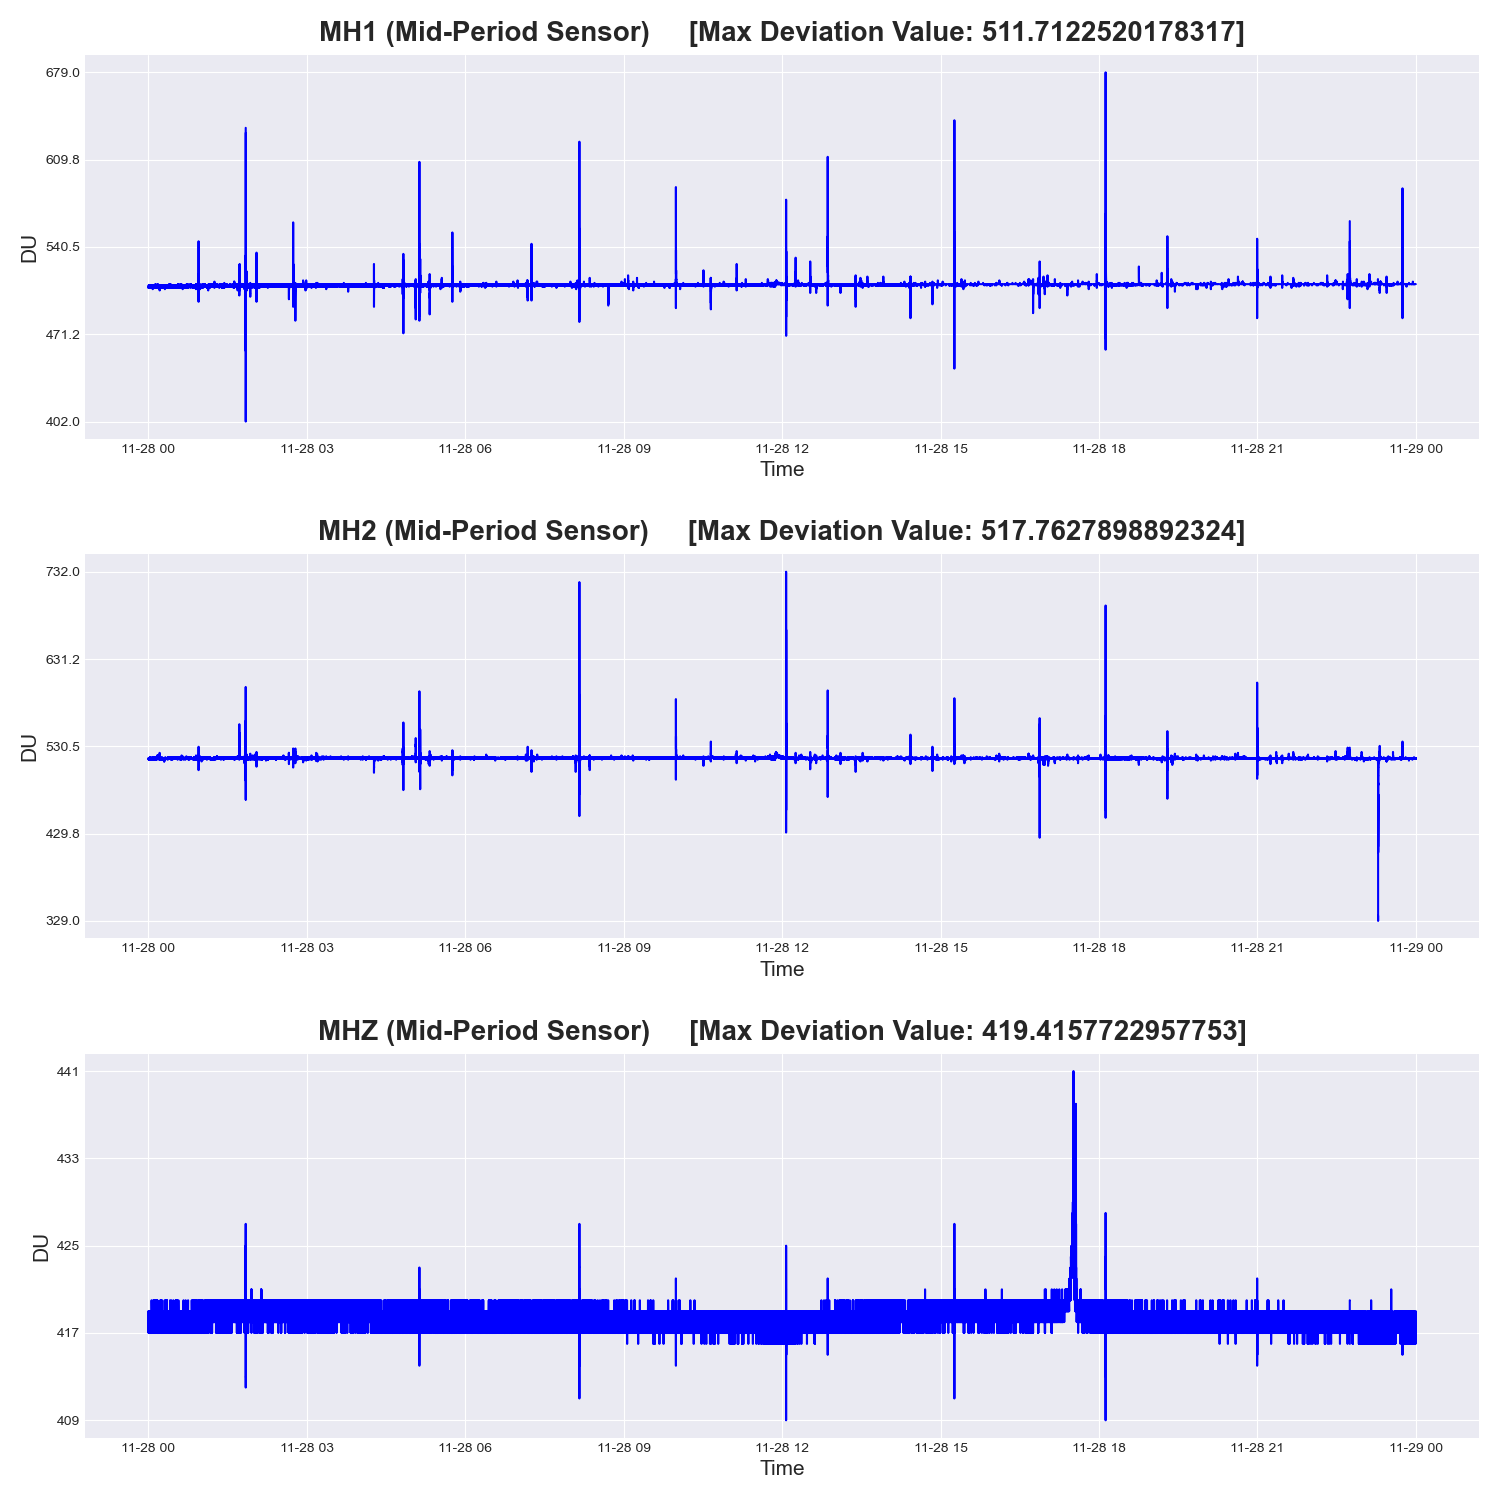 MH1 (Mid-Period Sensor) [Max Deviation Value: 511.7122520178317]
679.0
609.8
540.5
471.2
402.0
DU
11-28 00 11-28 03 11-28 06 11-28 09 11-28 12 11-28 15 11-28 18 11-28 21 11-29 00
Time
MH2 (Mid-Period Sensor) [Max Deviation Value: 517.7627898892324]
732.0
631.2
530.5
429.8
329.0
DU
11-28 00 11-28 03 11-28 06 11-28 09 11-28 12 11-28 15 11-28 18 11-28 21 11-29 00
Time
MHZ (Mid-Period Sensor) [Max Deviation Value: 419.4157722957753]
441
433
425
417
409
DU
11-28 00 11-28 03 11-28 06 11-28 09 11-28 12 11-28 15 11-28 18 11-28 21 11-29 00
Time